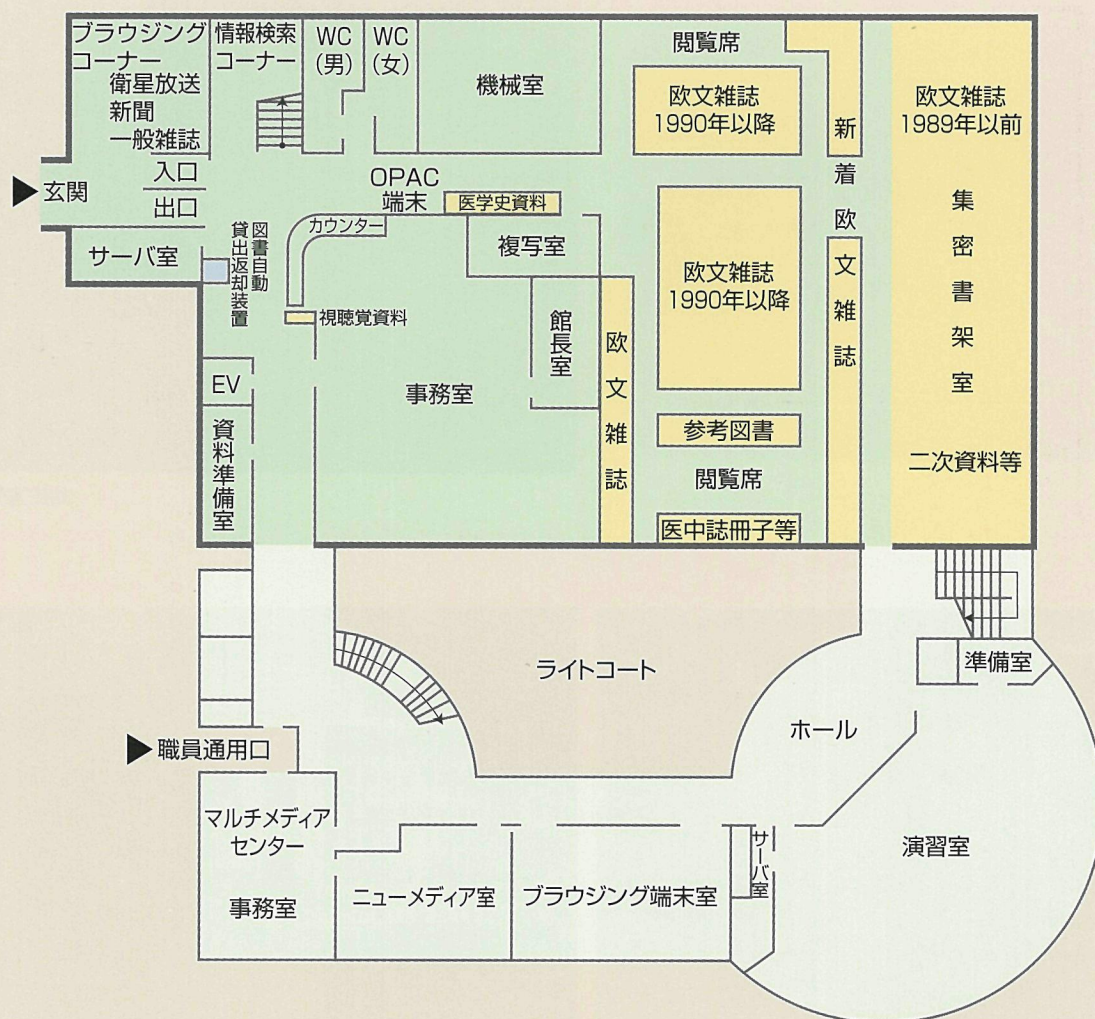 ブラウジング
コーナー
衛星放送
新聞
一般雑誌
情報検索
コーナー
WC
(男)
WC
(女)
機械室
閲覧席
欧文雑誌
1990年以降
新着欧文雑誌
欧文雑誌
1989年以前
集密書架室
二次資料等
玄関
入口
出口
OPAC
端末
医学史資料
カウンター
サーバ室
図書自動
貸出返却装置
複写室
欧文雑誌
1990年以降
視聴覚資料
館長室
欧文雑誌
EV
事務室
資料準備室
参考図書
閲覧席
医中誌冊子等
ライトコート
準備室
ホール
職員通用口
マルチメディア
センター
事務室
ニューメディア室
ブラウジング端末室
サーバ室
演習室